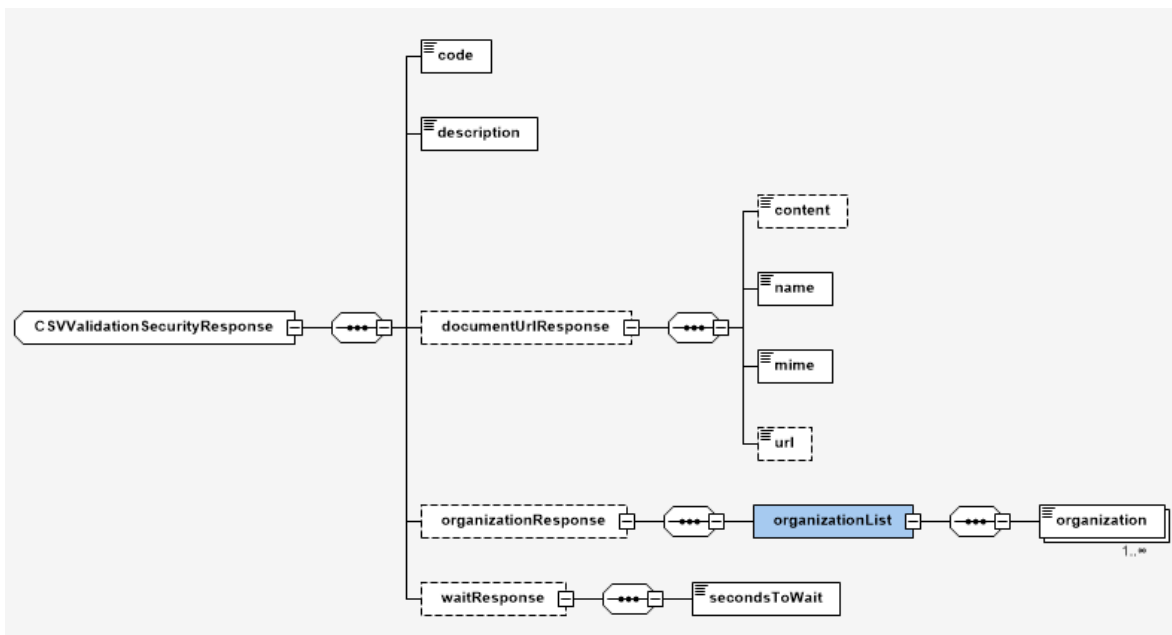 code
description
content
name
CSVValidationSecurityResponse
documentUrlResponse
mime
url
organizationResponse
organizationList
organization
1..∞
waitResponse
secondsToWait